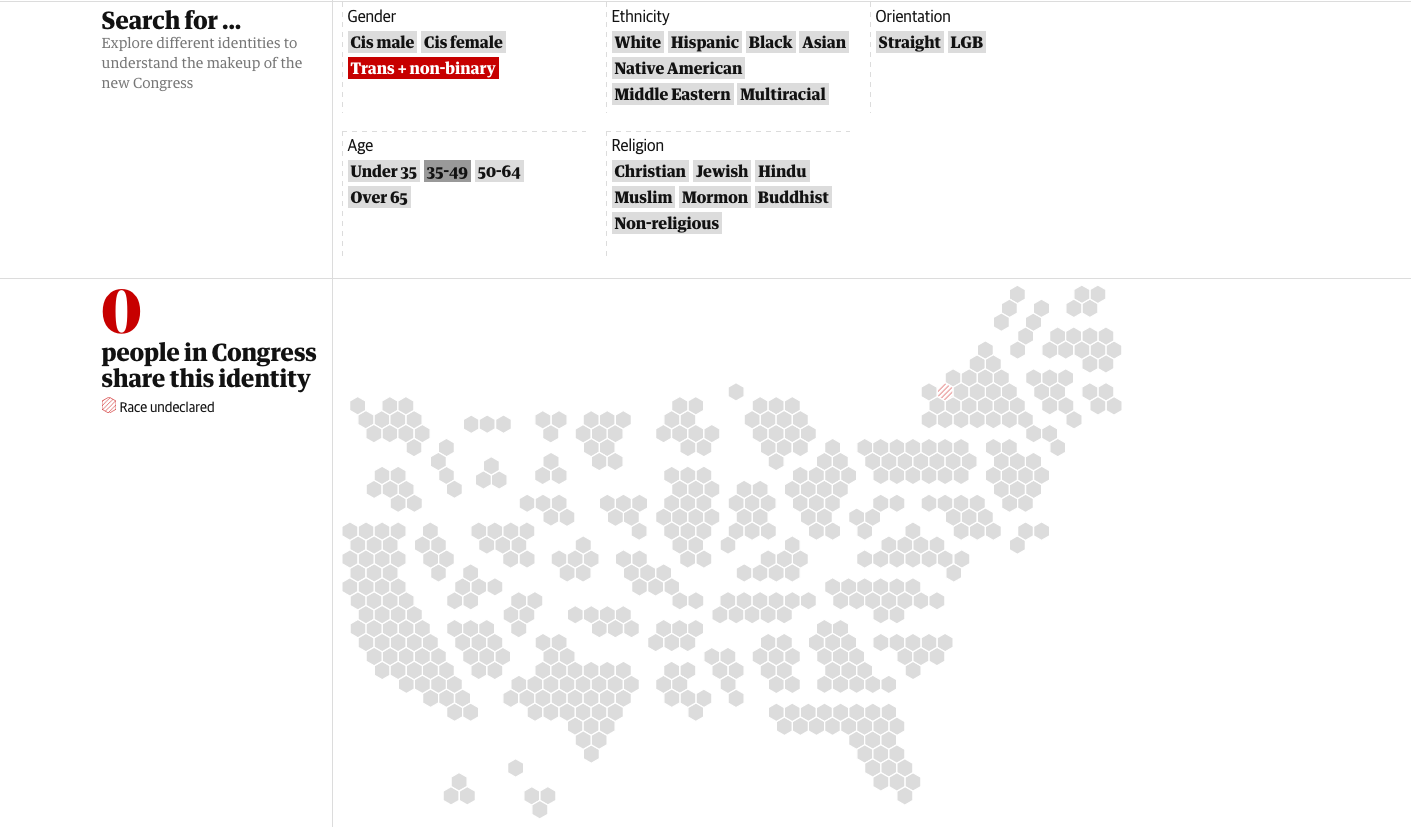 Search for ...
Explore different identities to
understand the makeup of the
new Congress
Gender
Cis male Cis female
Trans + non-binary
Ethnicity
White Hispanic Black Asian
Native American
Middle Eastern Multiracial
Orientation
Straight LGB
Age
Under 35 35-49 50-64
Over 65
Religion
Christian Jewish Hindu
Muslim Mormon Buddhist
Non-religious
0
people in Congress
share this identity
Race undeclared